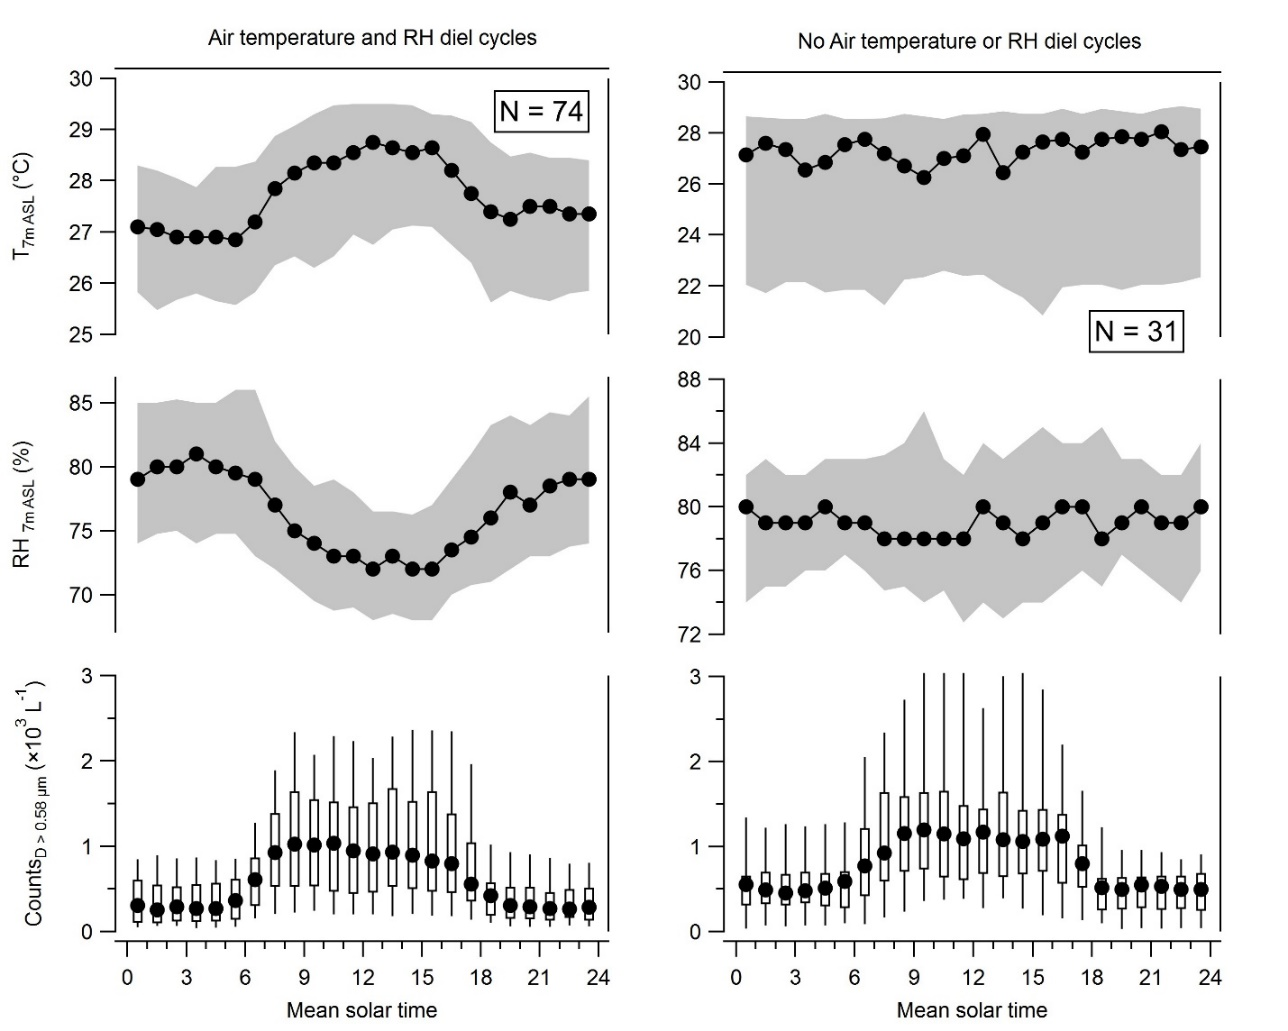 Air temperature and RH diel cycles
N = 74
30
29
28
27
26
25
T7m ASL (°C)
85
80
75
70
RH 7m ASL (%)
3
2
1
0
CountsD > 0.58 µm (×10³ L⁻¹)
0 3 6 9 12 15 18 21 24
Mean solar time
No Air temperature or RH diel cycles
30
28
26
24
22
20
N = 31
88
84
80
76
72
3
2
1
0
0 3 6 9 12 15 18 21 24
Mean solar time